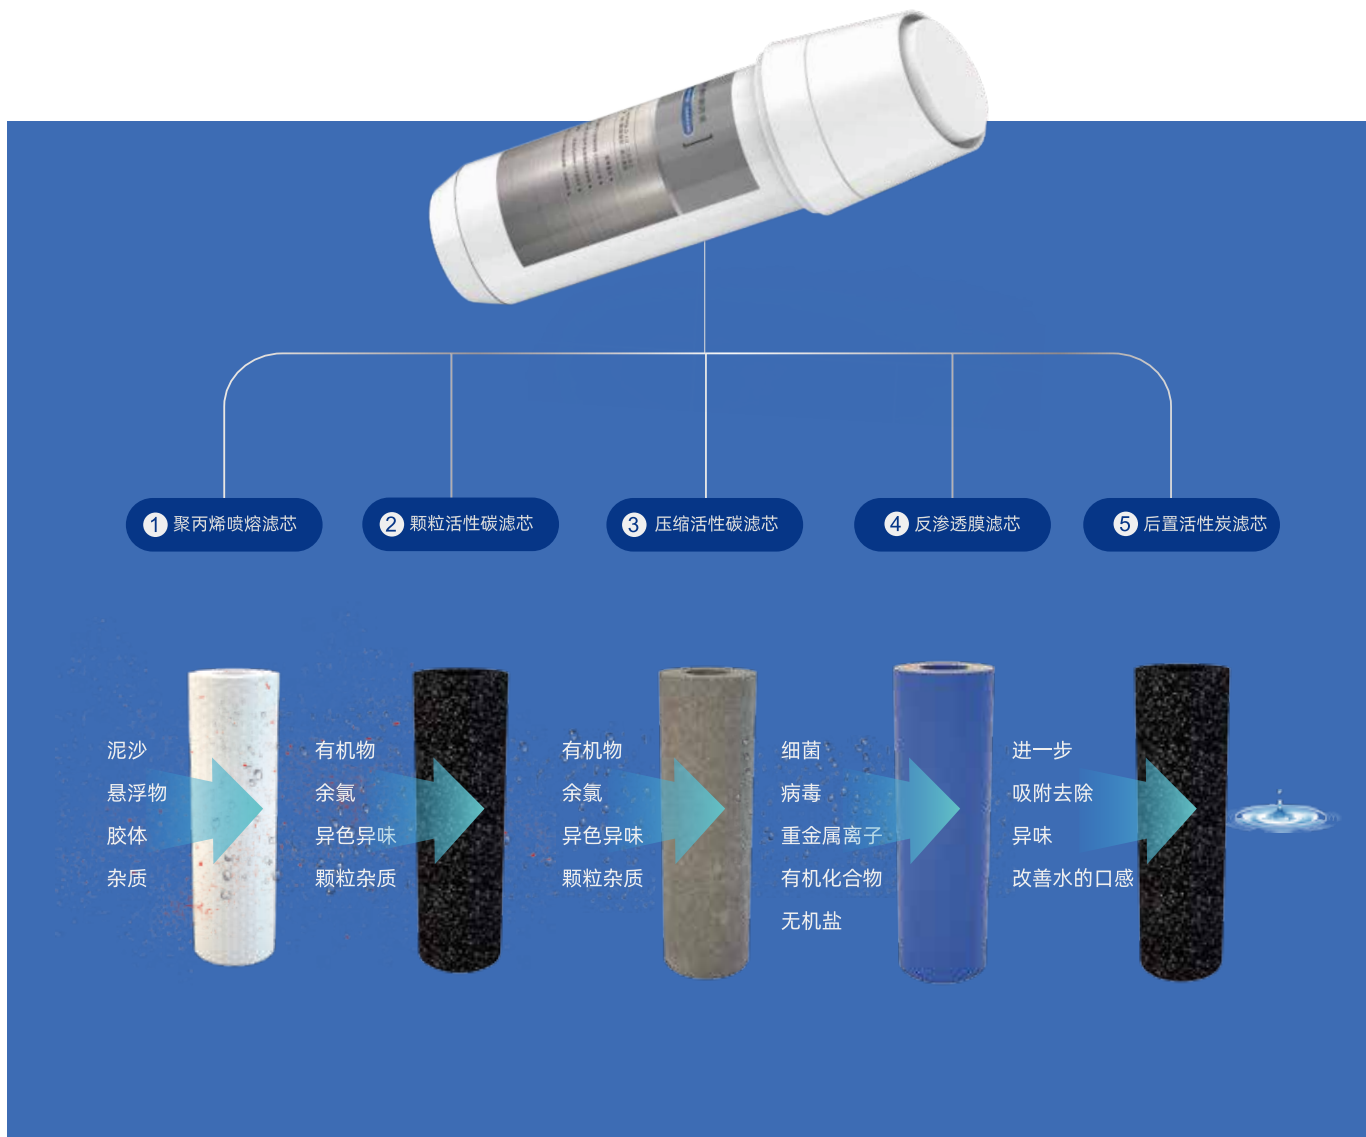 1 聚丙烯喷熔滤芯
2 颗粒活性碳滤芯
3 压缩活性碳滤芯
4 反渗透膜滤芯
5 后置活性炭滤芯
泥沙
悬浮物
胶体
杂质
有机物
余氯
异色异味
颗粒杂质
有机物
余氯
异色异味
颗粒杂质
细菌
病毒
重金属离子
有机化合物
无机盐
进一步
吸附去除
异味
改善水的口感